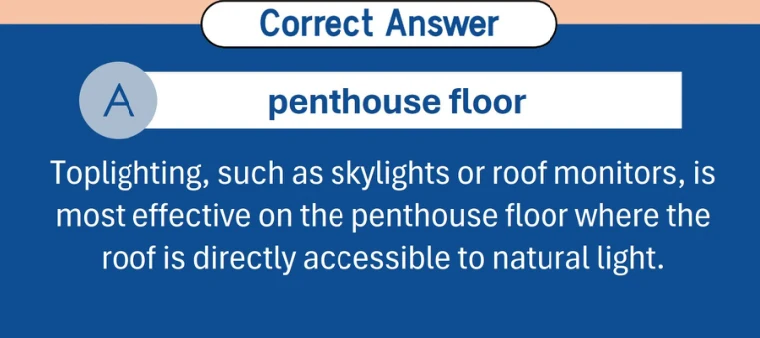 Correct Answer
A
penthouse floor
Toplighting, such as skylights or roof monitors, is
most effective on the penthouse floor where the
roof is directly accessible to natural light.